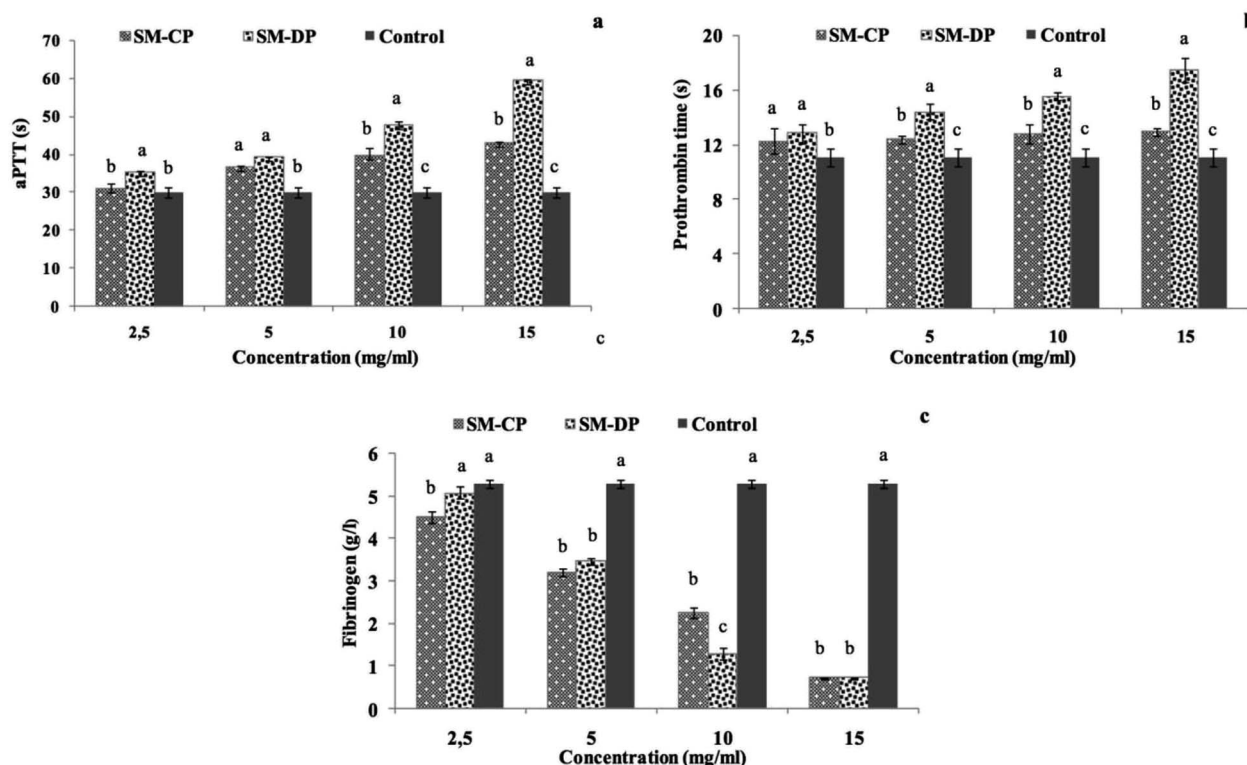 a
SM-CP SM-DP Control
aPTT (s)
70
60
50
40
30
20
10
0
b a b
a a b
b a c
b a c
2,5 5 10 15
Concentration (mg/ml)
c
SM-CP SM-DP Control
Prothrombin time (s)
20
16
12
8
4
0
a a b
b a c
b a c
b a c
2,5 5 10 15
Concentration (mg/ml)
c
SM-CP SM-DP Control
Fibrinogen (g/l)
6
5
4
3
2
1
0
b a a
b b a
b c a
b b a
2,5 5 10 15
Concentration (mg/ml)